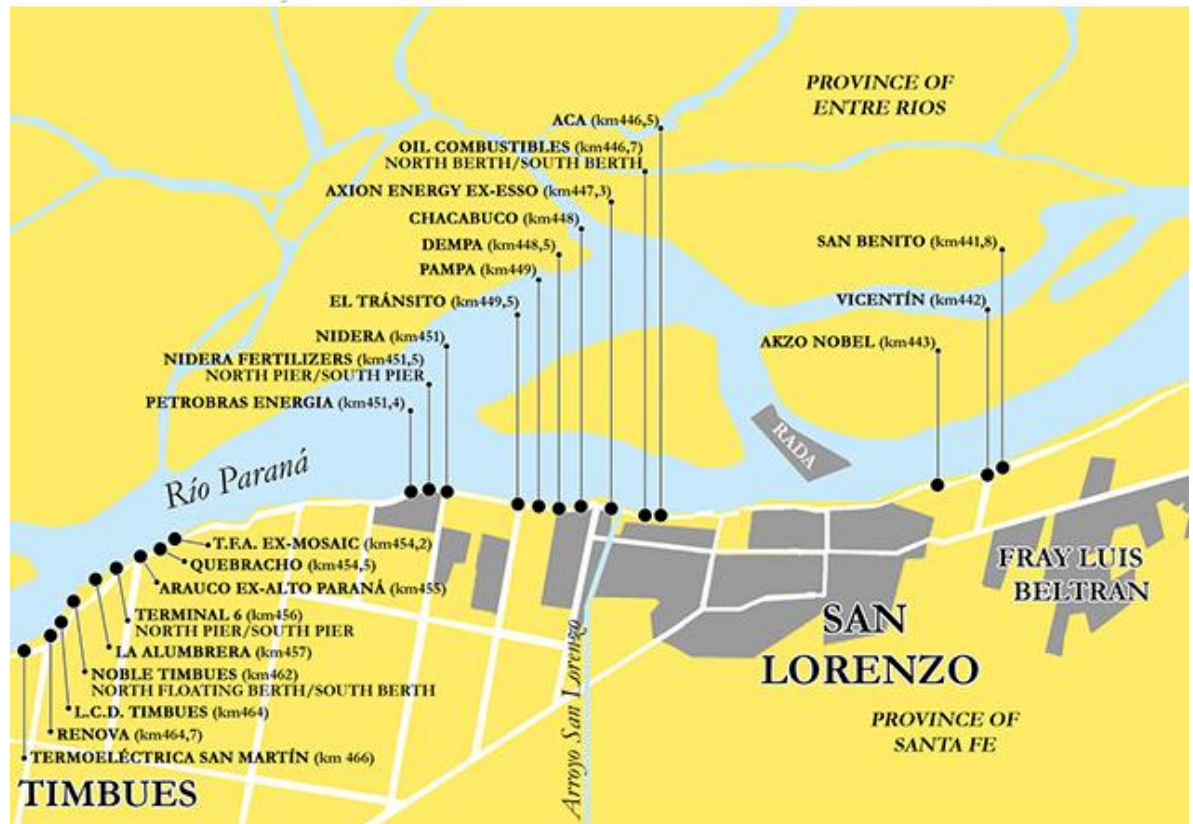 PROVINCE OF
ENTRE RIOS
ACA (km446,5)
OIL COMBUSTIBLES (km446,7)
NORTH BERTH/SOUTH BERTH
AXION ENERGY EX-ESSO (km447,3)
CHACABUCO (km448)
DEMPA (km448,5)
PAMPA (km449)
EL TRÁNSITO (km449,5)
NIDERA (km451)
NIDERA FERTILIZERS (km451,5)
NORTH PIER/SOUTH PIER
PETROBRAS ENERGIA (km451,4)
SAN BENITO (km441,8)
VICENTÍN (km442)
AKZO NOBEL (km443)
RADA
Río Paraná
T.F.A. EX-MOSAIC (km454,2)
QUEBRACHO (km454,5)
ARAUCO EX-ALTO PARANÁ (km455)
TERMINAL 6 (km456)
NORTH PIER/SOUTH PIER
LA ALUMBRERA (km457)
NOBLE TIMBUES (km462)
NORTH FLOATING BERTH/SOUTH BERTH
L.C.D. TIMBUES (km464)
RENOVA (km464,7)
TERMOELÉCTRICA SAN MARTÍN (km 466)
TIMBUES
Arroyo San Lorenzo
SAN
LORENZO
FRAY LUIS
BELTRAN
PROVINCE OF
SANTA FE